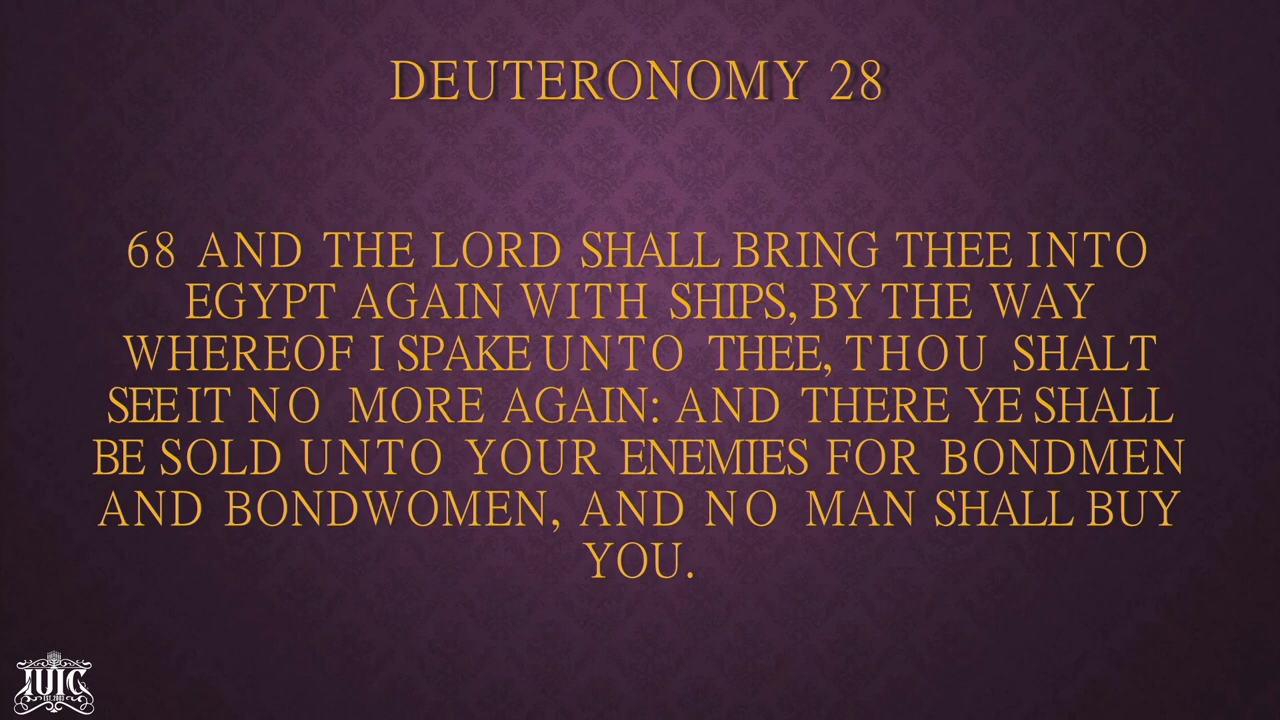 DEUTERONOMY 28
68 AND THE LORD SHALL BRING THEE INTO
EGYPT AGAIN WITH SHIPS, BY THE WAY
WHEREOF I SPAKE UNTO THEE, THOU SHALT
SEE IT NO MORE AGAIN: AND THERE YE SHALL
BE SOLD UNTO YOUR ENEMIES FOR BONDMEN
AND BONDWOMEN, AND NO MAN SHALL BUY
YOU.
IUIC
EST. 2003